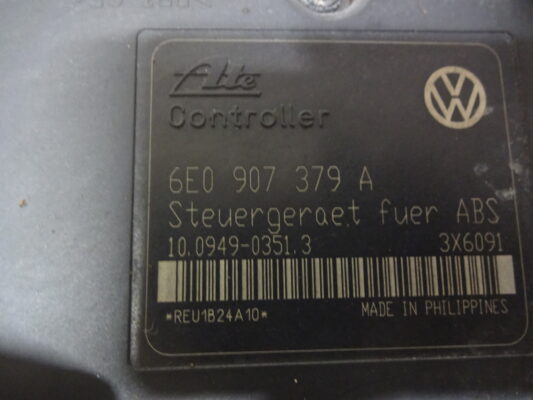 Ate
Controller
6E0 907 379 A
Steuergeraet fuer ABS
10.0949-0351.3 3X6091
*REU1B24A10* MADE IN PHILIPPINES